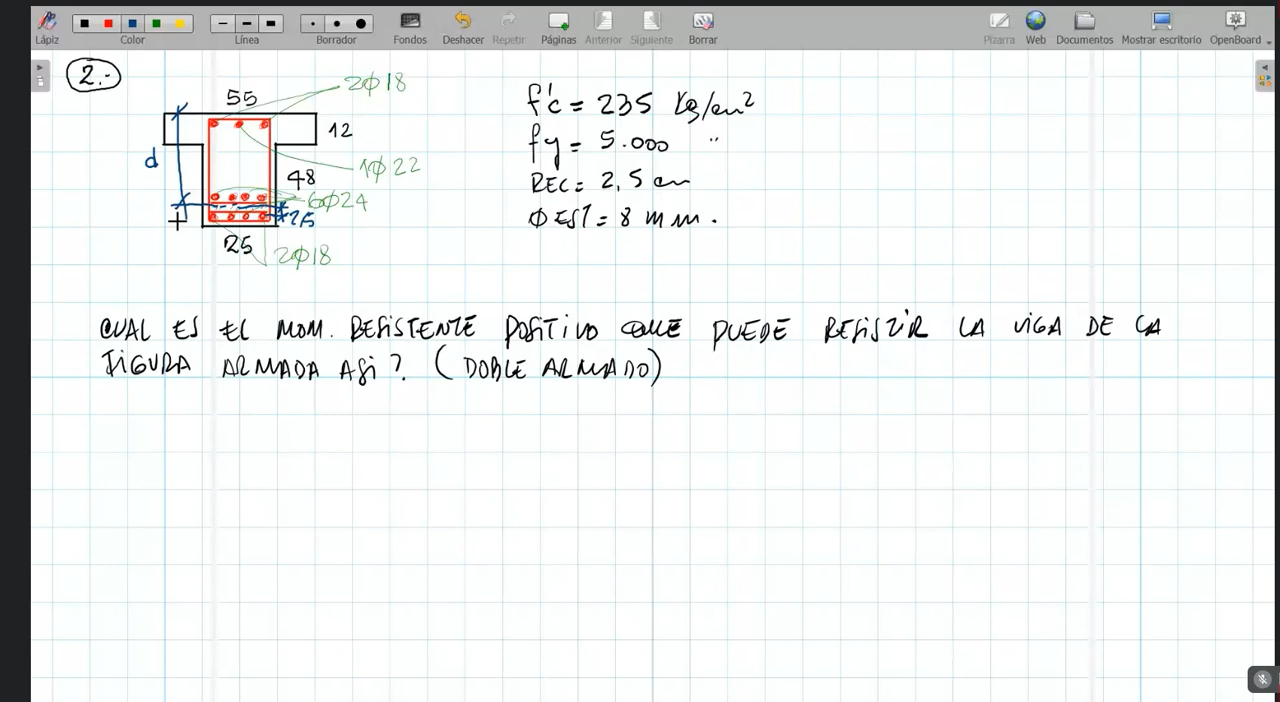 Lápiz
Color
Línea
Borrador
Fondos
Deshacer
Repetir
Páginas
Anterior
Siguiente
Borrar
Pizarra
Web
Documentos
Mostrar escritorio
OpenBoard
2.-
55
2ϕ18
12
d
1ϕ22
48
6ϕ24
2,5
25
2ϕ18
f'c = 235 Kg/cm²
fy = 5.000 "
REC = 2,5 cm
ϕ EST = 8 mm.
CUAL ES EL MOM. RESISTENTE POSITIVO QUE PUEDE RESISTIR LA VIGA DE LA
FIGURA ARMADA ASI? (DOBLE ARMADO)